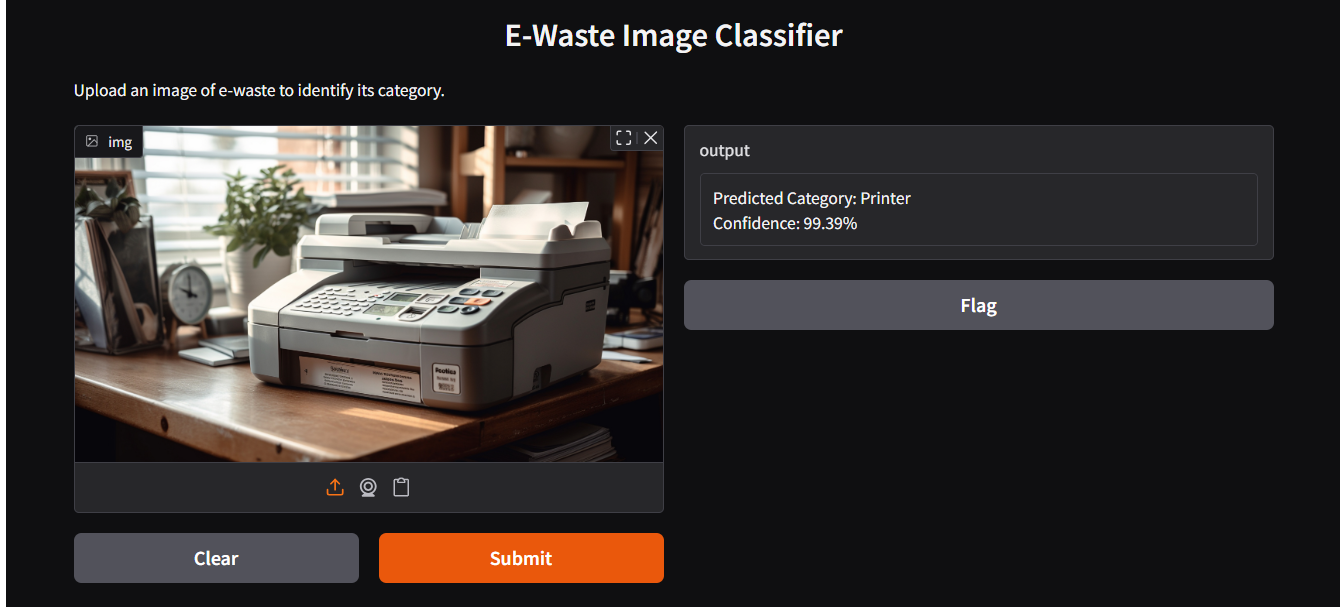 E-Waste Image Classifier
Upload an image of e-waste to identify its category.
img
output
Predicted Category: Printer
Confidence: 99.39%
Flag
Clear
Submit